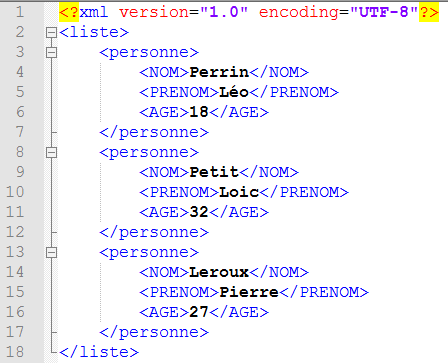 1 <?xml version="1.0" encoding="UTF-8"?>
2 <liste>
3 <personne>
4 <NOM>Perrin</NOM>
5 <PRENOM>Léo</PRENOM>
6 <AGE>18</AGE>
7 </personne>
8 <personne>
9 <NOM>Petit</NOM>
10 <PRENOM>Loic</PRENOM>
11 <AGE>32</AGE>
12 </personne>
13 <personne>
14 <NOM>Leroux</NOM>
15 <PRENOM>Pierre</PRENOM>
16 <AGE>27</AGE>
17 </personne>
18 </liste>